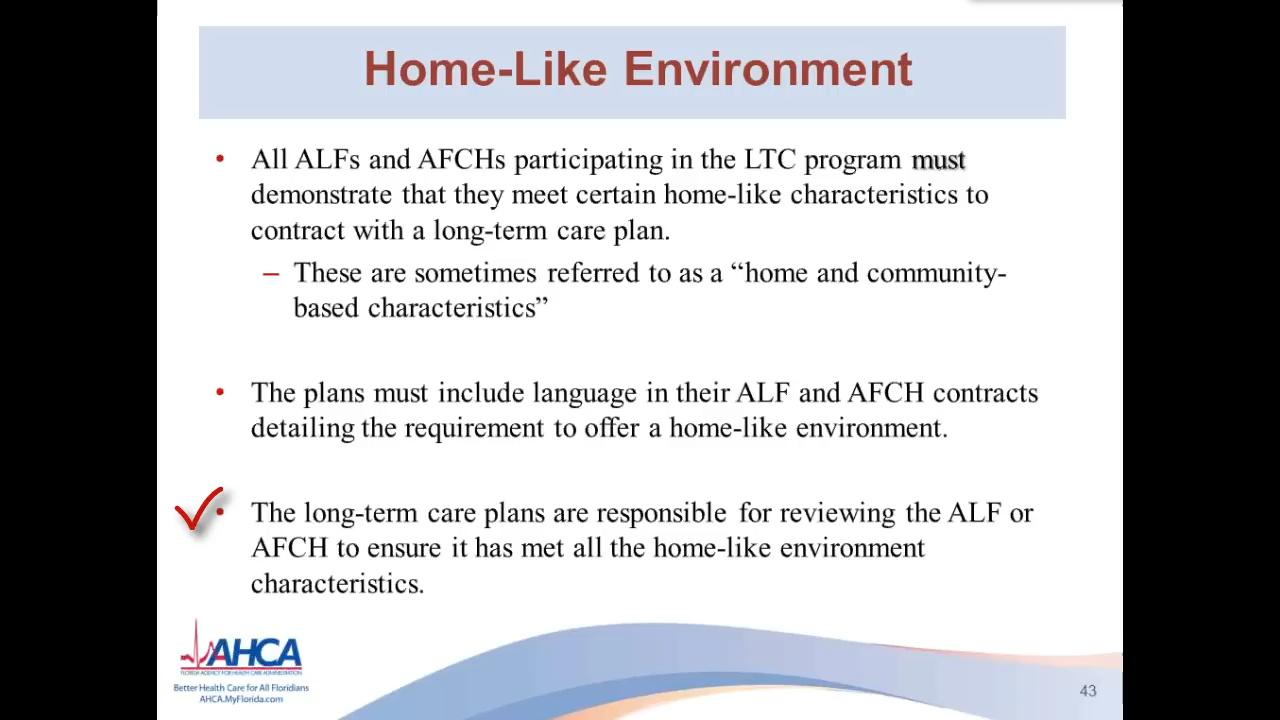 Home-Like Environment
• All ALFs and AFCHs participating in the LTC program must
demonstrate that they meet certain home-like characteristics to
contract with a long-term care plan.
– These are sometimes referred to as a “home and community-
based characteristics”
• The plans must include language in their ALF and AFCH contracts
detailing the requirement to offer a home-like environment.
• The long-term care plans are responsible for reviewing the ALF or
AFCH to ensure it has met all the home-like environment
characteristics.
AHCA
FLORIDA AGENCY FOR HEALTH CARE ADMINISTRATION
Better Health Care for All Floridians
AHCA.MyFlorida.com
43